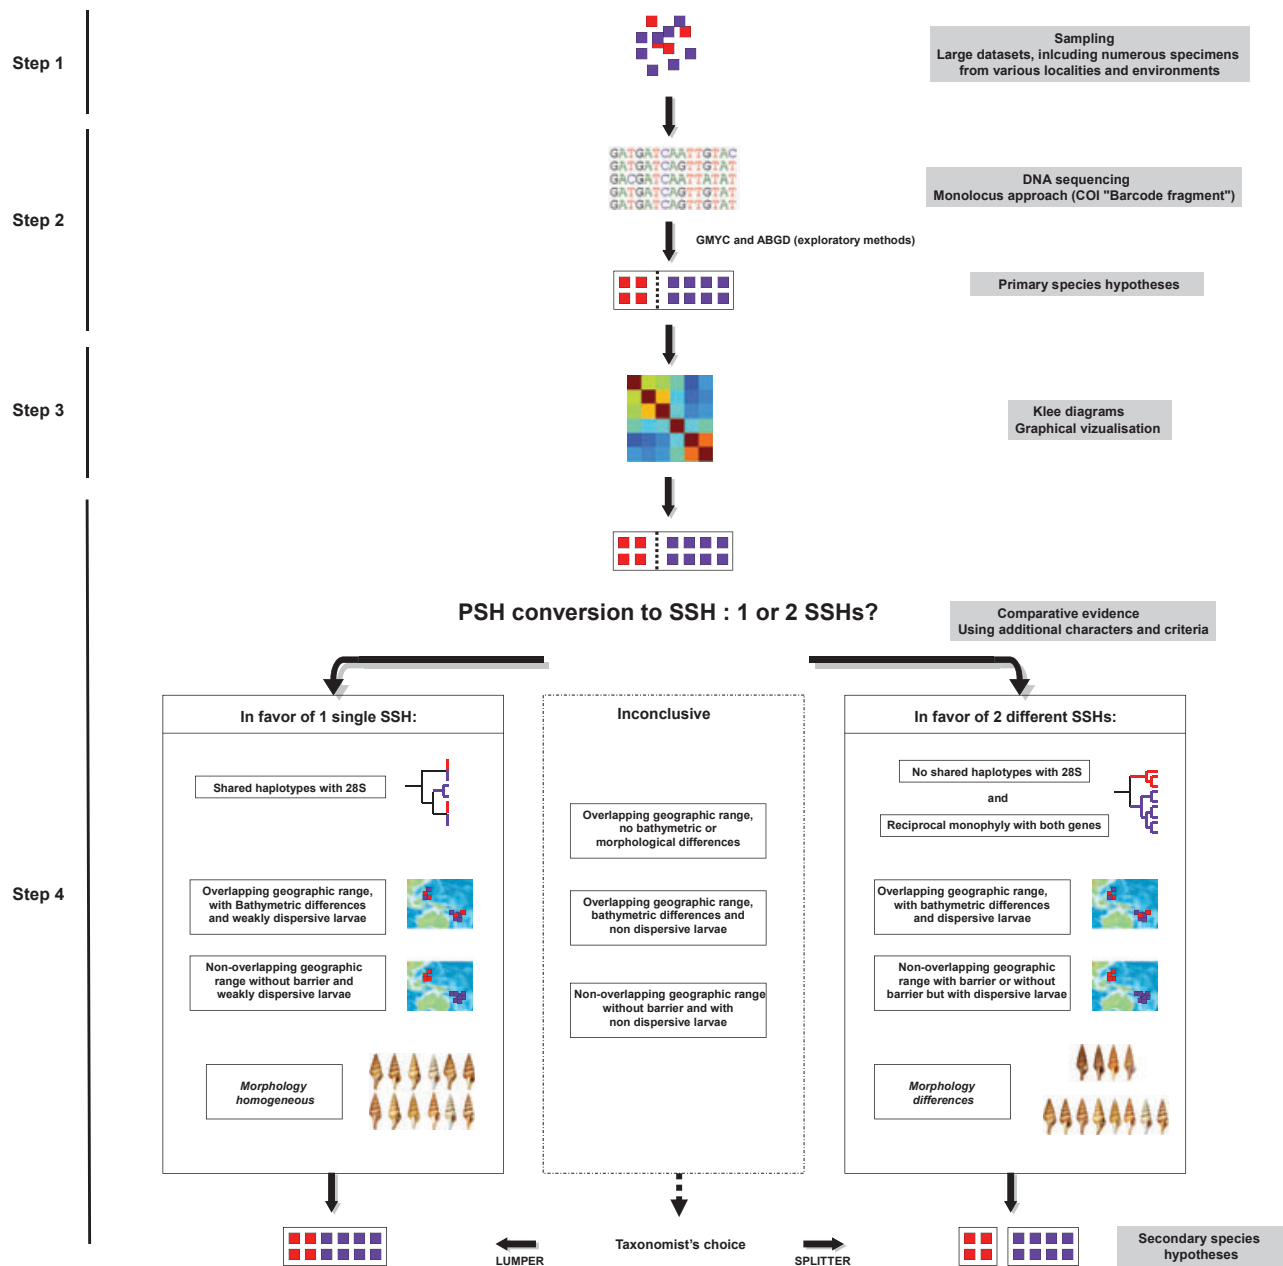 Step 1
Sampling
Large datasets, inlcuding numerous specimens
from various localities and environments
Step 2
GATGATCAATTGTAC
GATGATCAGTTGTAT
GACGATCAATTATAT
GATGATCAGTTGTAT
GATGATCAGTTGTAT
DNA sequencing
Monolocus approach (COI "Barcode fragment")
GMYC and ABGD (exploratory methods)
Primary species hypotheses
Step 3
Klee diagrams
Graphical vizualisation
Step 4
PSH conversion to SSH : 1 or 2 SSHs?
Comparative evidence
Using additional characters and criteria
In favor of 1 single SSH:
Shared haplotypes with 28S
Overlapping geographic range,
with Bathymetric differences
and weakly dispersive larvae
Non-overlapping geographic
range without barrier and
weakly dispersive larvae
Morphology
homogeneous
Inconclusive
Overlapping geographic range,
no bathymetric or
morphological differences
Overlapping geographic range,
bathymetric differences and
non dispersive larvae
Non-overlapping geographic range
without barrier and with
non dispersive larvae
In favor of 2 different SSHs:
No shared haplotypes with 28S
and
Reciprocal monophyly with both genes
Overlapping geographic range,
with bathymetric differences
and dispersive larvae
Non-overlapping geographic
range with barrier or without
barrier but with dispersive larvae
Morphology
differences
LUMPER
Taxonomist's choice
SPLITTER
Secondary species
hypotheses